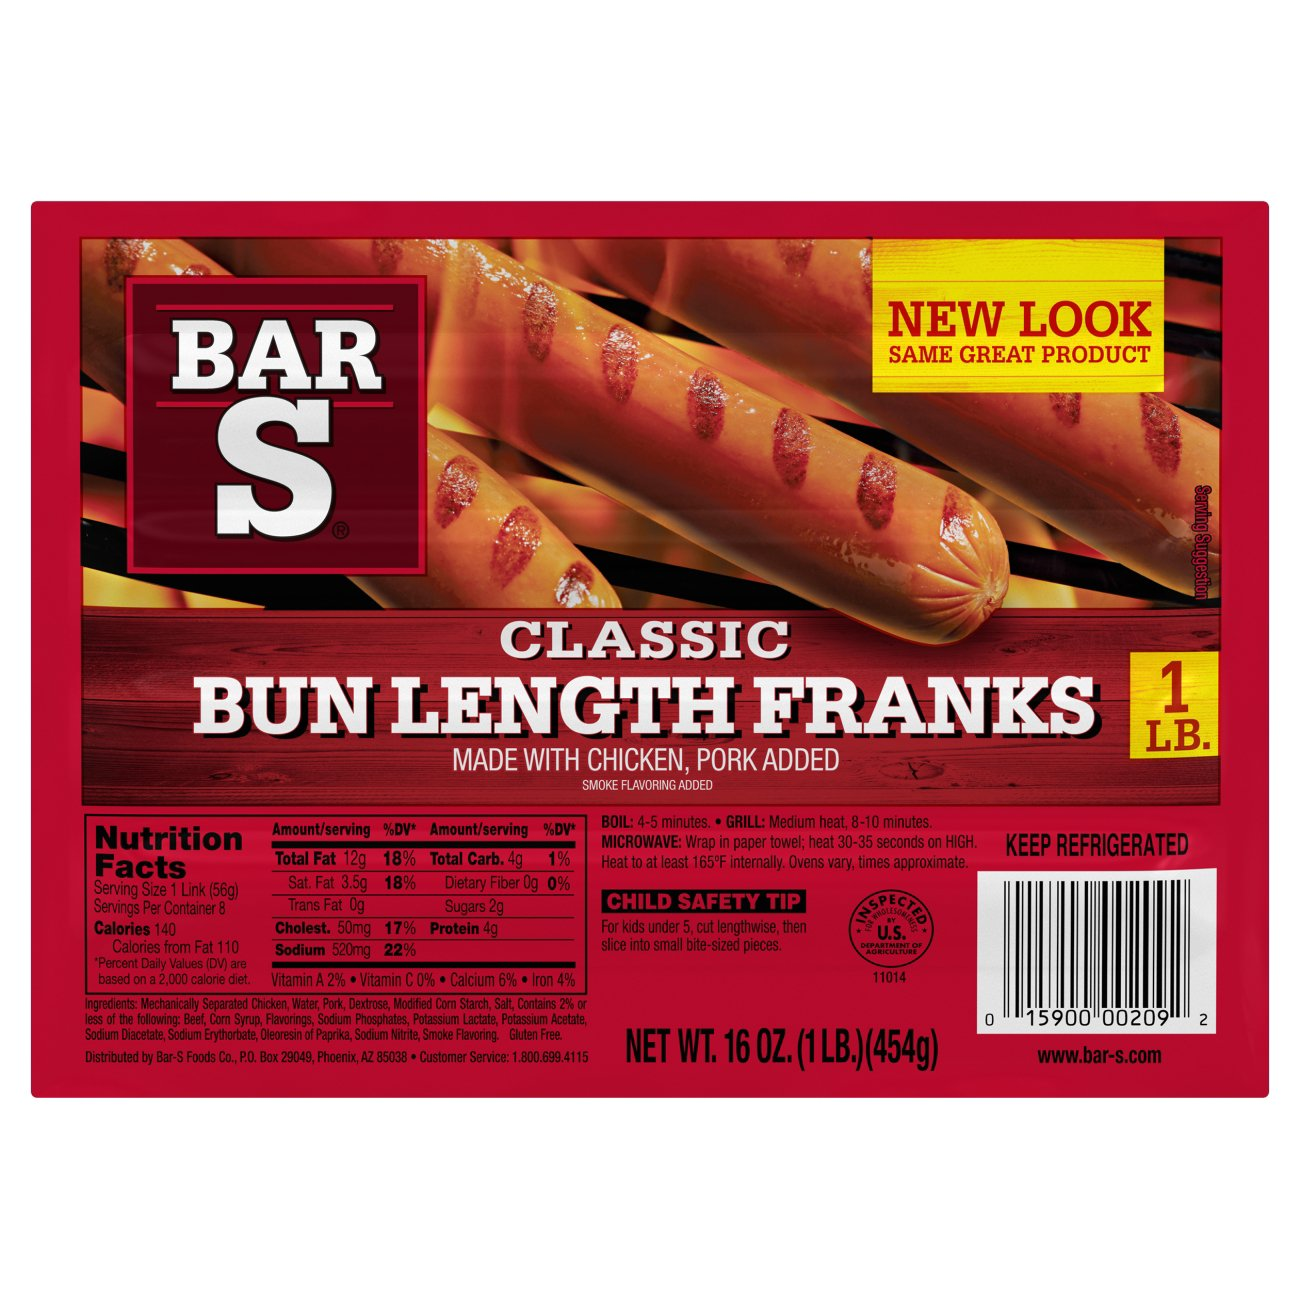 BAR
S®
NEW LOOK
SAME GREAT PRODUCT
Serving Suggestion
CLASSIC
BUN LENGTH FRANKS
MADE WITH CHICKEN, PORK ADDED
SMOKE FLAVORING ADDED
1
LB.
Nutrition
Facts
Serving Size 1 Link (56g)
Servings Per Container 8
Calories 140
Calories from Fat 110
*Percent Daily Values (DV) are
based on a 2,000 calorie diet.
Amount/serving %DV* Amount/serving %DV*
Total Fat 12g 18% Total Carb. 4g 1%
Sat. Fat 3.5g 18% Dietary Fiber 0g 0%
Trans Fat 0g Sugars 2g
Cholest. 50mg 17% Protein 4g
Sodium 520mg 22%
Vitamin A 2% • Vitamin C 0% • Calcium 6% • Iron 4%
Ingredients: Mechanically Separated Chicken, Water, Pork, Dextrose, Modified Corn Starch, Salt, Contains 2% or
less of the following: Beef, Corn Syrup, Flavorings, Sodium Phosphates, Potassium Lactate, Potassium Acetate,
Sodium Diacetate, Sodium Erythorbate, Oleoresin of Paprika, Sodium Nitrite, Smoke Flavoring. Gluten Free.
Distributed by Bar-S Foods Co., P.O. Box 29049, Phoenix, AZ 85038 • Customer Service: 1.800.699.4115
BOIL: 4-5 minutes. • GRILL: Medium heat, 8-10 minutes.
MICROWAVE: Wrap in paper towel; heat 30-35 seconds on HIGH.
Heat to at least 165°F internally. Ovens vary, times approximate.
CHILD SAFETY TIP
For kids under 5, cut lengthwise, then
slice into small bite-sized pieces.
INSPECTED
FOR WHOLESOMENESS
BY
U.S.
DEPARTMENT OF
AGRICULTURE
11014
NET WT. 16 OZ. (1 LB.)(454g)
KEEP REFRIGERATED
0 15900 00209 2
www.bar-s.com